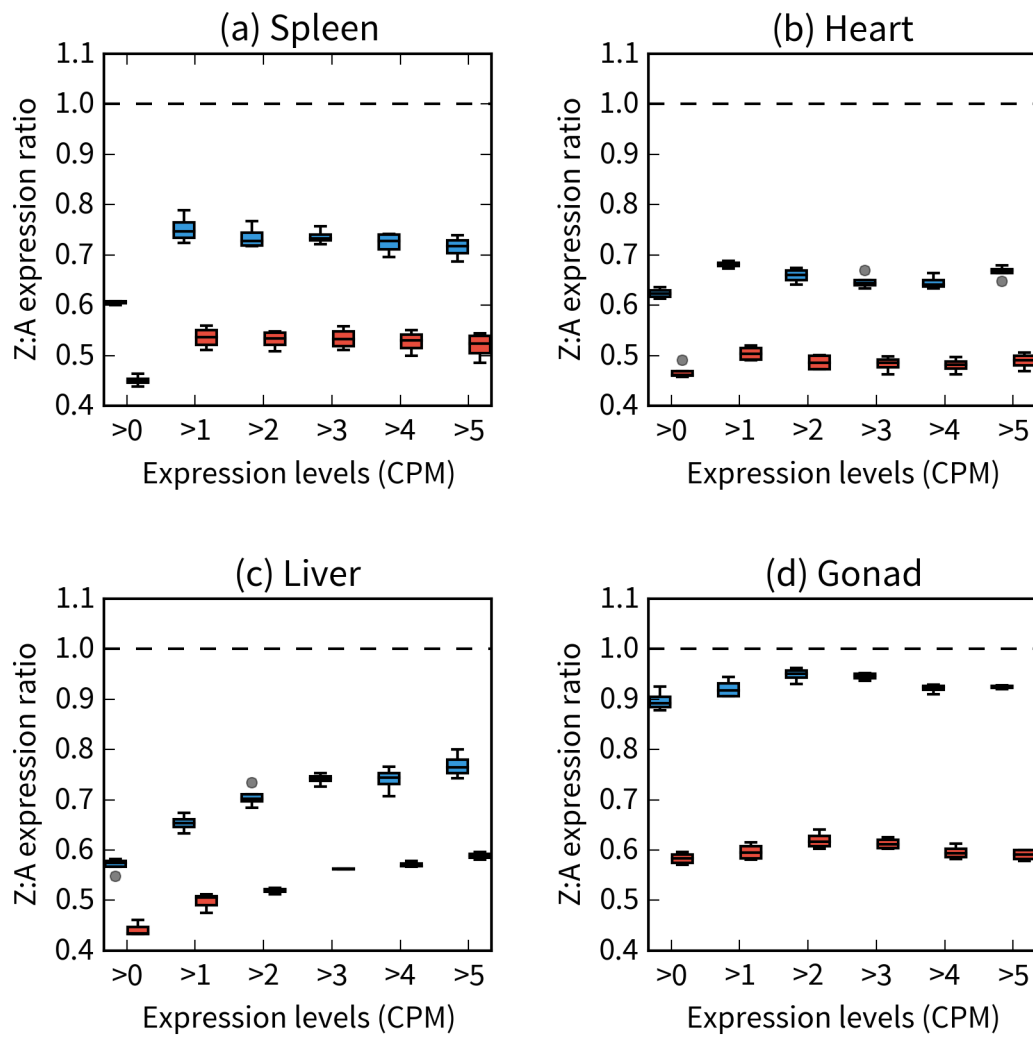 (a) Spleen
1.1
1.0
0.9
0.8
0.7
0.6
0.5
0.4
Z:A expression ratio
>0 >1 >2 >3 >4 >5
Expression levels (CPM)
(b) Heart
1.1
1.0
0.9
0.8
0.7
0.6
0.5
0.4
Z:A expression ratio
>0 >1 >2 >3 >4 >5
Expression levels (CPM)
(c) Liver
1.1
1.0
0.9
0.8
0.7
0.6
0.5
0.4
Z:A expression ratio
>0 >1 >2 >3 >4 >5
Expression levels (CPM)
(d) Gonad
1.1
1.0
0.9
0.8
0.7
0.6
0.5
0.4
Z:A expression ratio
>0 >1 >2 >3 >4 >5
Expression levels (CPM)